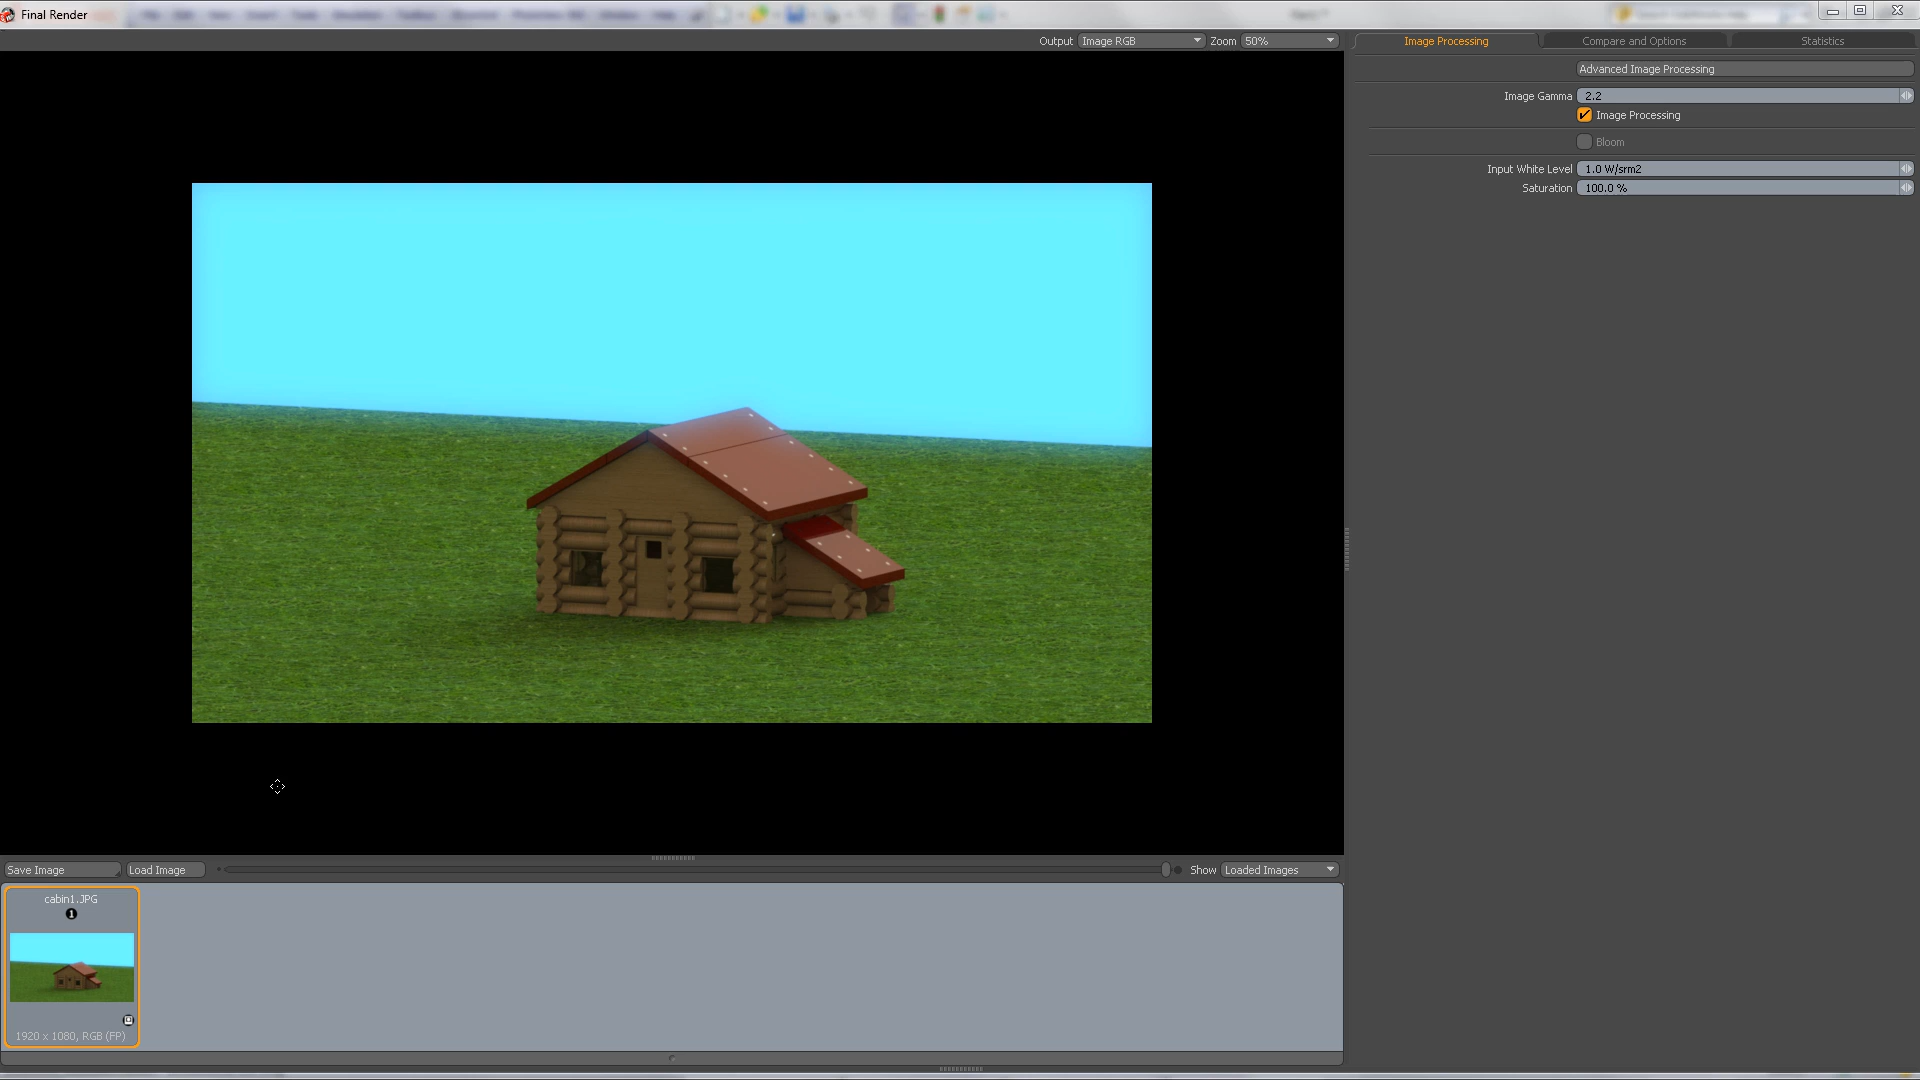 Final Render
Output Image RGB Zoom 50%
Image Processing Compare and Options Statistics
Advanced Image Processing
Image Gamma 2.2
Image Processing
Bloom
Input White Level 1.0 W/srm2
Saturation 100.0 %
Save Image Load Image Show Loaded Images
cabin1.JPG
1
1920 x 1080, RGB (FP)